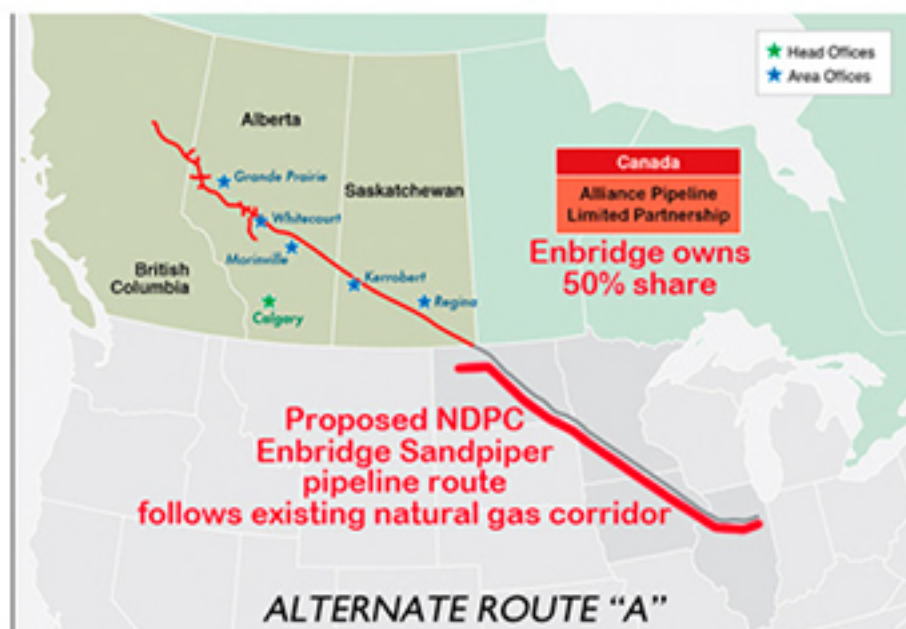 Head Offices
Area Offices
Alberta
Grande Prairie
Saskatchewan
Canada
Alliance Pipeline
Limited Partnership
Whitecourt
Enbridge owns
50% share
Morinville
British
Columbia
Kerrobert
Regina
Calgary
Proposed NDPC
Enbridge Sandpiper
pipeline route
follows existing natural gas corridor
ALTERNATE ROUTE “A”